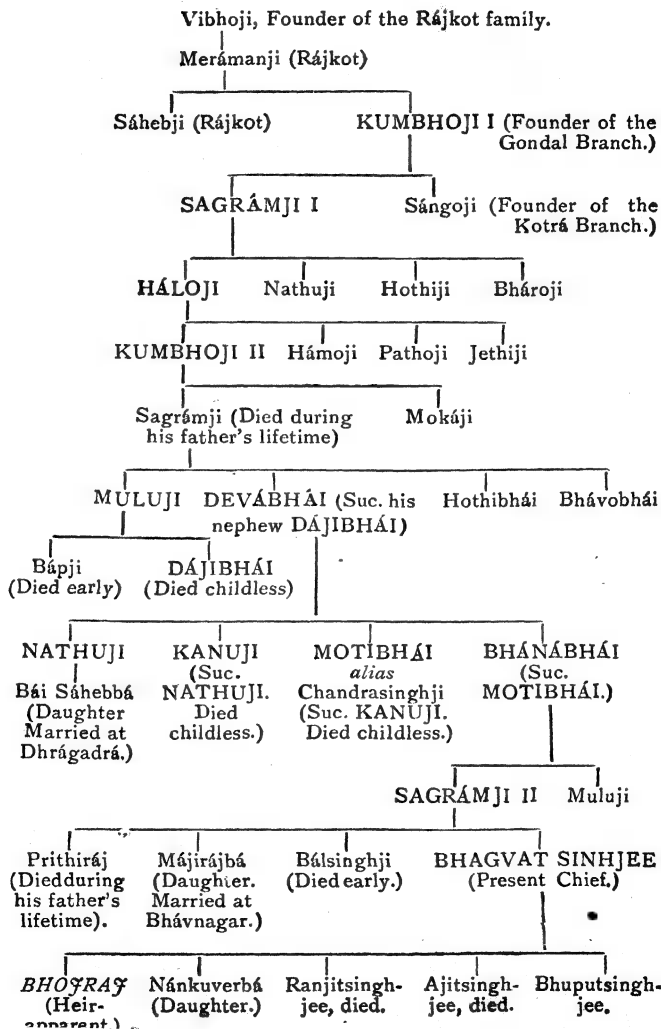 Vibhoji, Founder of the Rájkot family.
Merámanji (Rájkot)
Sáhebji (Rájkot) KUMBHOJI I (Founder of the
Gondal Branch.)
SAGRÁMJI I Sángoji (Founder of the
Kotrá Branch.)
HÁLOJI Nathuji Hothiji Bhároji
KUMBHOJI II Hámoji Pathoji Jethiji
Sagrámji (Died during Mokáji
his father's lifetime)
MULUJI DEVÁBHÁI (Suc. his Hothibhái Bhávobhái
nephew DÁJIBHÁI)
Bápji DÁJIBHÁI
(Died early) (Died childless)
NATHUJI KANUJI MOTIBHÁI BHÁNÁBHÁI
Bái Sáhebbá (Suc. alias (Suc.
(Daughter NATHUJI. Chandrasinghji MOTIBHÁI.)
Married at Died (Suc. KANUJI.
Dhrágadrá.) childless.) Died childless.)
SAGRÁMJI II Muluji
Prithiráj Májirájbá Bálsinghji BHAGVAT SINHJEE
(Died during (Daughter. (Died early.) (Present Chief.)
his father's Married at
lifetime). Bhávnagar.)
BHOJRAJ Nánkuverbá Ranjitsingh- Ajitsingh- Bhuputsingh-
(Heir- (Daughter.) jee, died. jee, died. jee.
apparent.)